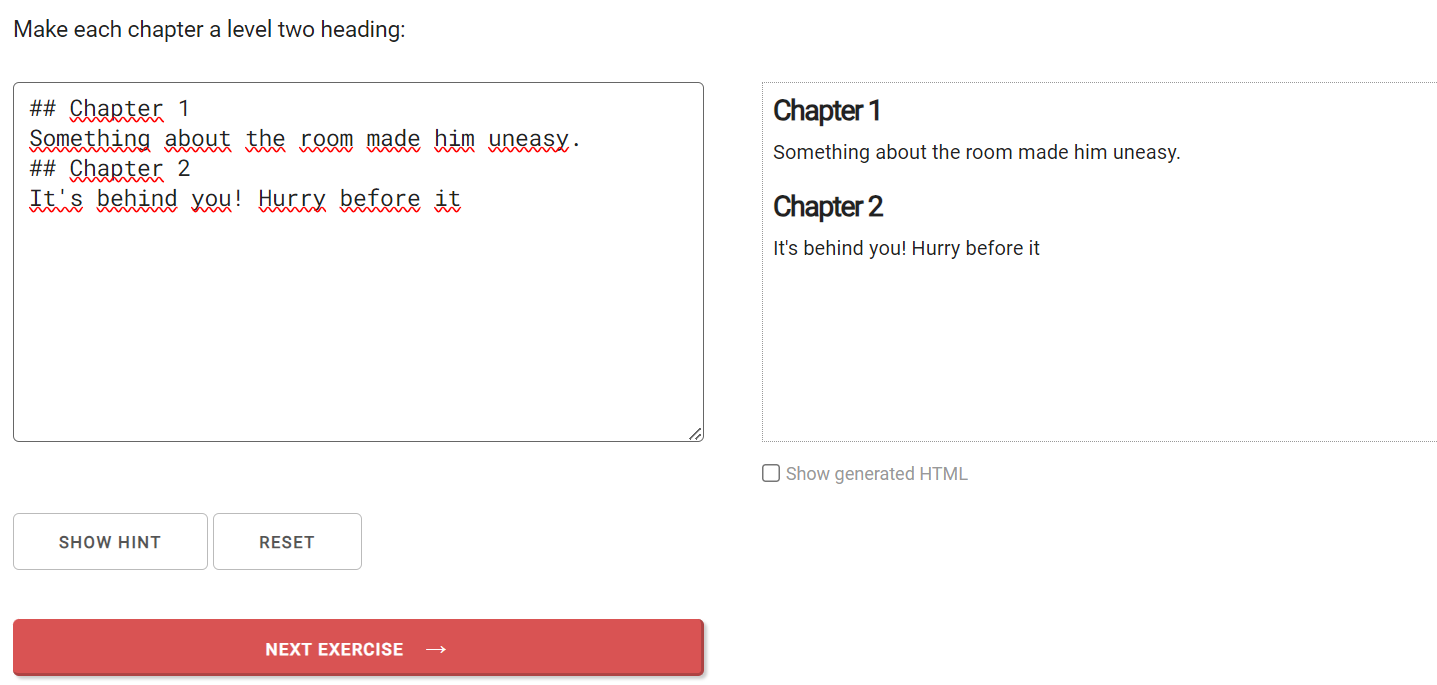 Make each chapter a level two heading:
## Chapter 1
Something about the room made him uneasy.
## Chapter 2
It's behind you! Hurry before it
Chapter 1
Something about the room made him uneasy.
Chapter 2
It's behind you! Hurry before it
Show generated HTML
SHOW HINT
RESET
NEXT EXERCISE →